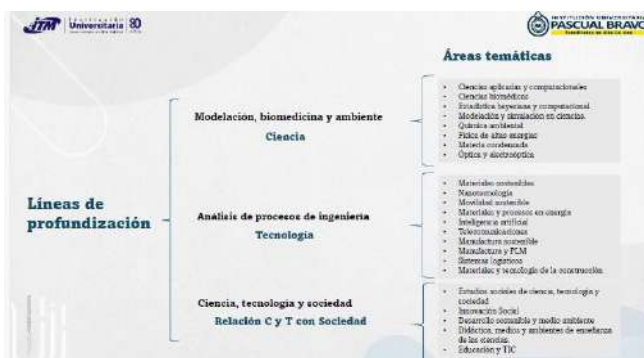 iTM
Institución
Universitaria
80
INSTITUCIÓN UNIVERSITARIA
PASCUAL BRAVO
Áreas temáticas
Líneas de
profundización
Modelación, biomedicina y ambiente
Ciencia
• Ciencias aplicadas y computacionales
• Ciencias biomédicas
• Estadística bayesiana y computacional
• Modelación y simulación en ciencias.
• Química ambiental
• Física de altas energías
• Materia condensada
• Óptica y electroóptica
Análisis de procesos de ingeniería
Tecnología
• Materiales sostenibles
• Nanotecnología
• Movilidad sostenible
• Materiales y procesos en energía
• Inteligencia artificial
• Telecomunicaciones
• Manufactura sostenible
• Manufactura y PLM
• Sistemas logísticos
• Materiales y tecnología de la construcción.
Ciencia, tecnología y sociedad
Relación C y T con Sociedad
• Estudios sociales de ciencia, tecnología y
sociedad
• Innovación Social
• Desarrollo sostenible y medio ambiente
• Didáctica, medios y ambientes de enseñanza
de las ciencias.
• Educación y TIC